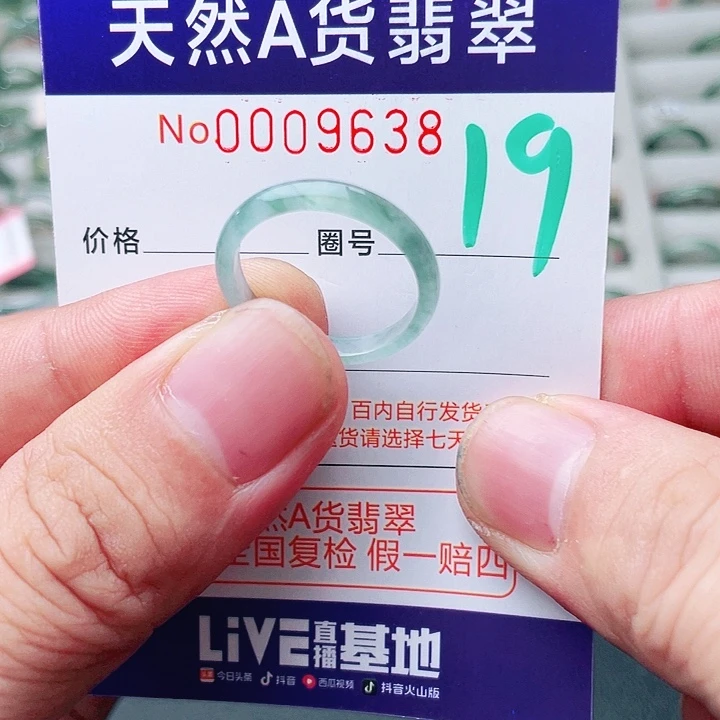 天然A货翡翠
No0009638
19
价格 圈号
百内自行发货
货请选择七天
然A货翡翠
全国复检 假一赔四
LiVE直播基地
今日头条 抖音 西瓜视频 抖音火山版